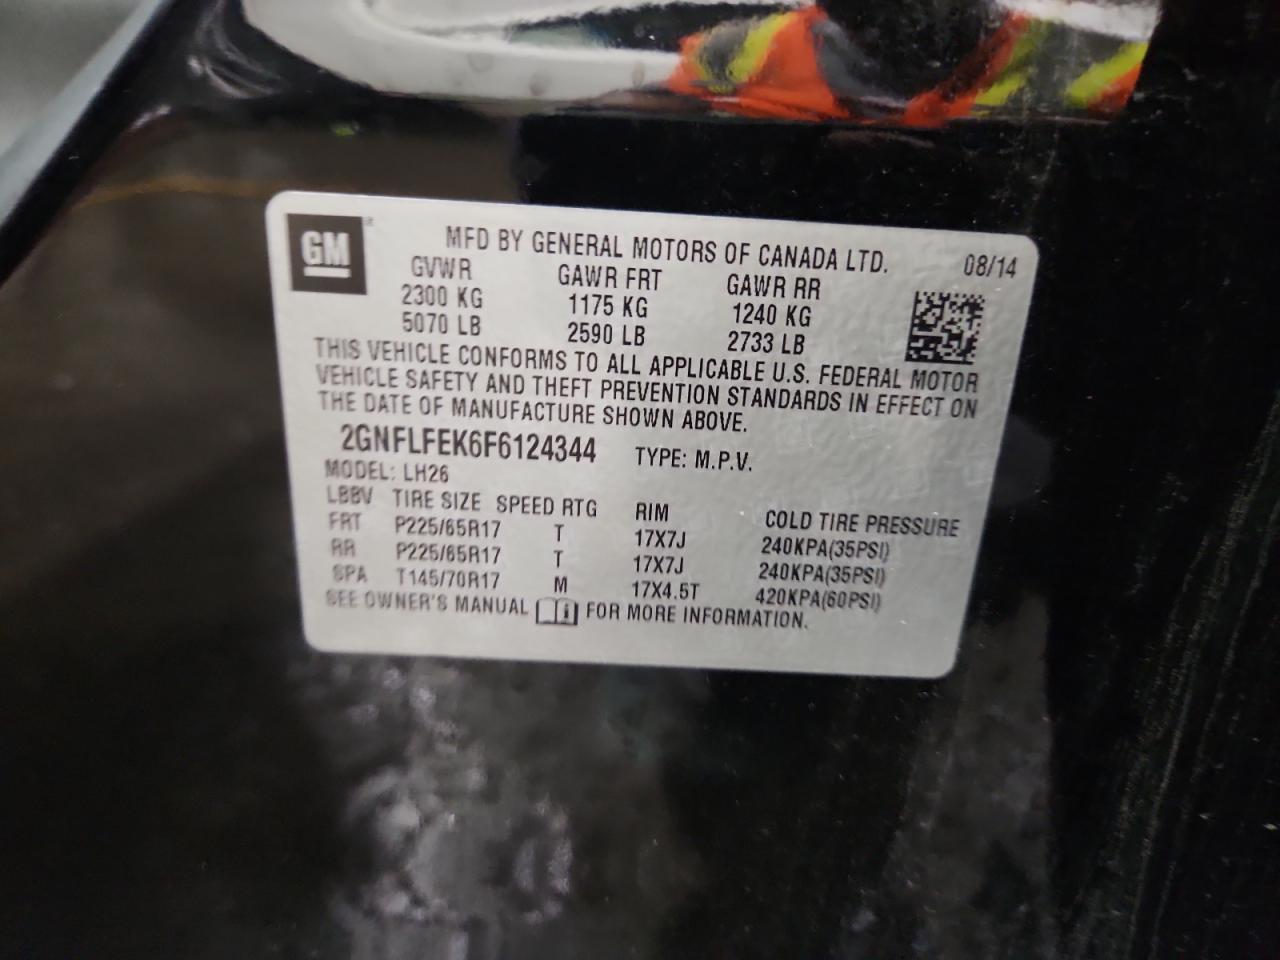 GM
MFD BY GENERAL MOTORS OF CANADA LTD. 08/14
GVWR GAWR FRT GAWR RR
2300 KG 1175 KG 1240 KG
5070 LB 2590 LB 2733 LB
THIS VEHICLE CONFORMS TO ALL APPLICABLE U.S. FEDERAL MOTOR
VEHICLE SAFETY AND THEFT PREVENTION STANDARDS IN EFFECT ON
THE DATE OF MANUFACTURE SHOWN ABOVE.
2GNFLFEK6F6124344 TYPE: M.P.V.
MODEL: LH26
LBBV TIRE SIZE SPEED RTG RIM COLD TIRE PRESSURE
FRT P225/65R17 T 17X7J 240KPA(35PSI)
RR P225/65R17 T 17X7J 240KPA(35PSI)
SPA T145/70R17 M 17X4.5T 420KPA(60PSI)
SEE OWNER'S MANUAL FOR MORE INFORMATION.